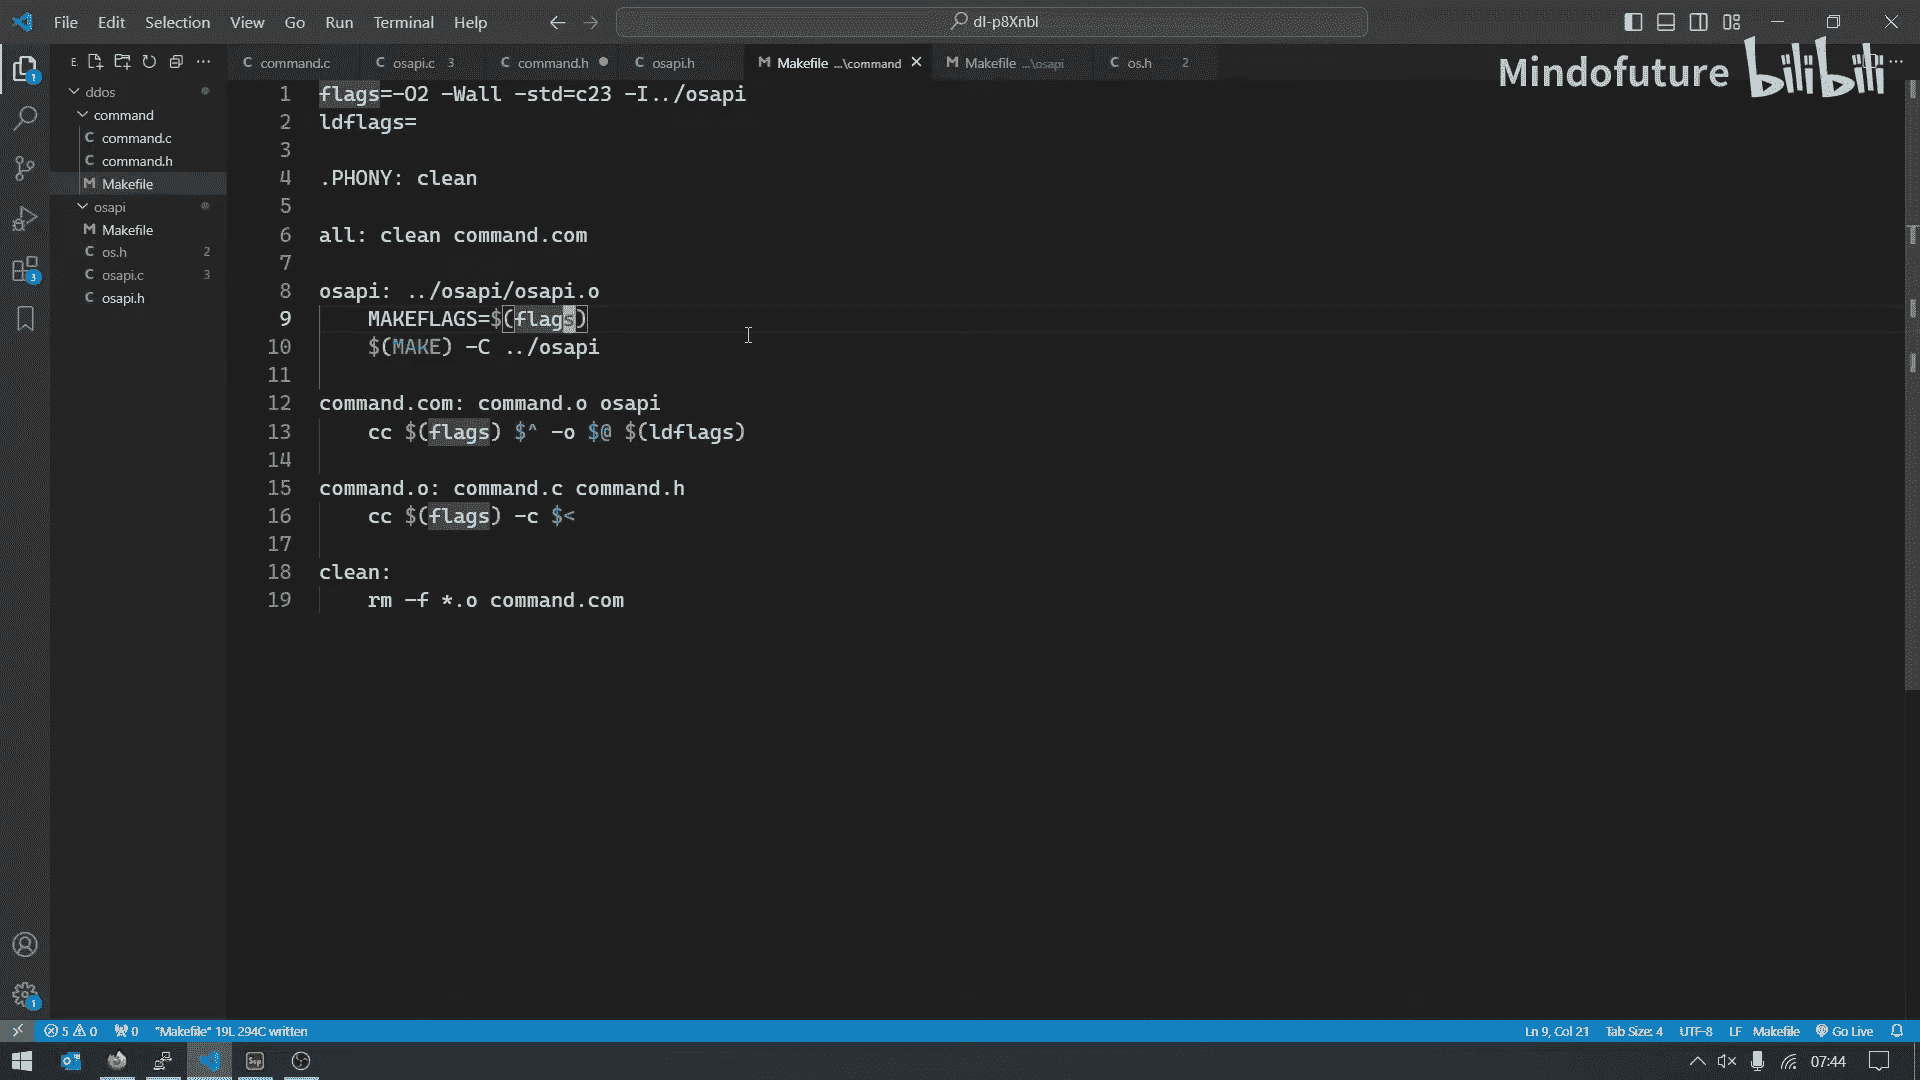 File Edit Selection View Go Run Terminal Help
dl-p8Xnbl
E
command.c
osapi.c 3
command.h
osapi.h
Makefile ...\command
Makefile ...\osapi
os.h 2
Mindofuture bilibili
ddos
command
command.c
command.h
Makefile
osapi
Makefile
os.h 2
osapi.c 3
osapi.h
1
3
1
1 flags=-O2 -Wall -std=c23 -I../osapi
2 ldflags=
3
4 .PHONY: clean
5
6 all: clean command.com
7
8 osapi: ../osapi/osapi.o
9 MAKEFLAGS=$(flags)
10 $(MAKE) -C ../osapi
11
12 command.com: command.o osapi
13 cc $(flags) $^ -o $@ $(ldflags)
14
15 command.o: command.c command.h
16 cc $(flags) -c $<
17
18 clean:
19 rm -f *.o command.com
5 0 0 "Makefile" 19L 294C written
Ln 9, Col 21 Tab Size: 4 UTF-8 LF Makefile Go Live
07:44